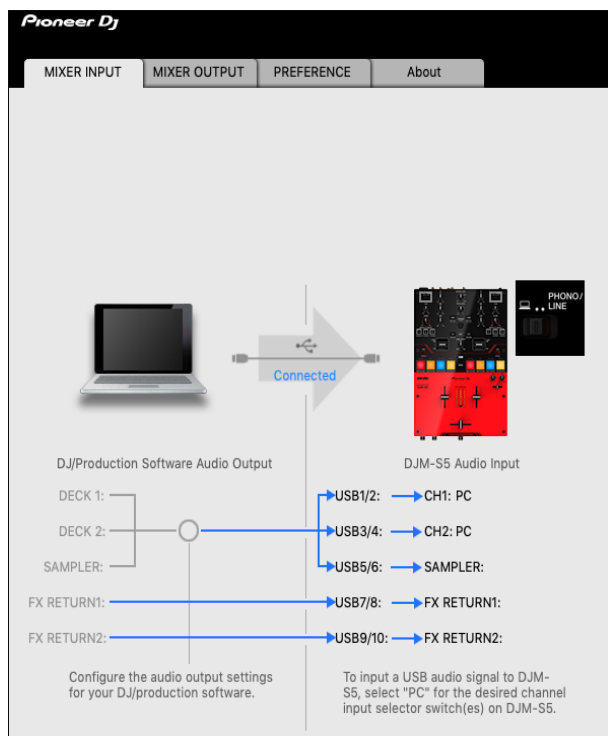 Pioneer Dj
MIXER INPUT
MIXER OUTPUT
PREFERENCE
About
PHONO/
LINE
Connected
DJ/Production Software Audio Output
DJM-S5 Audio Input
DECK 1:
USB1/2:
CH1: PC
DECK 2:
USB3/4:
CH2: PC
SAMPLER:
USB5/6:
SAMPLER:
FX RETURN1:
USB7/8:
FX RETURN1:
FX RETURN2:
USB9/10:
FX RETURN2:
Configure the audio output settings
for your DJ/production software.
To input a USB audio signal to DJM-
S5, select "PC" for the desired channel
input selector switch(es) on DJM-S5.